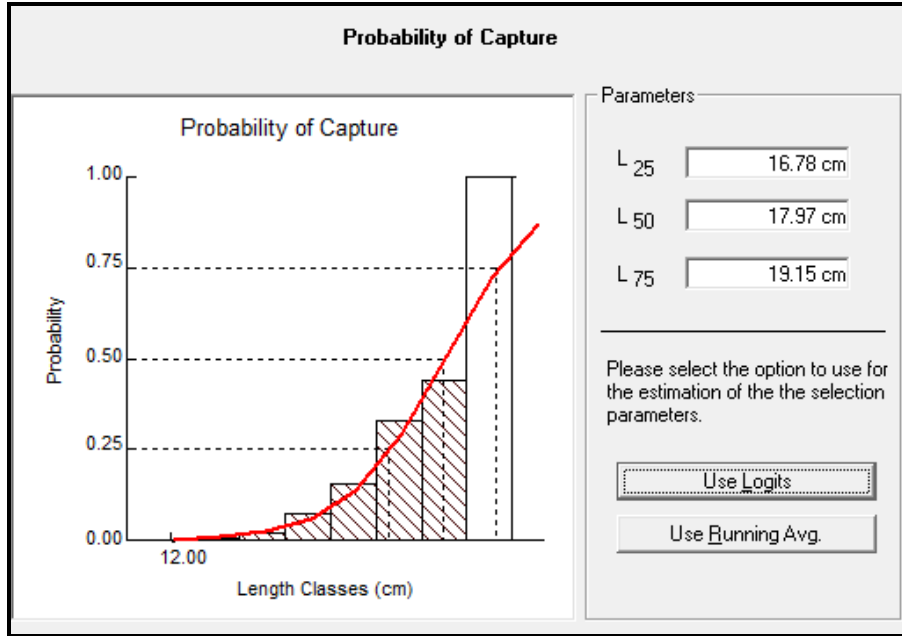 Probability of Capture
Probability of Capture
1.00
0.75
0.50
0.25
0.00
Probability
12.00
Length Classes (cm)
Parameters
L 25 16.78 cm
L 50 17.97 cm
L 75 19.15 cm
Please select the option to use for
the estimation of the the selection
parameters.
Use Logits
Use Running Avg.